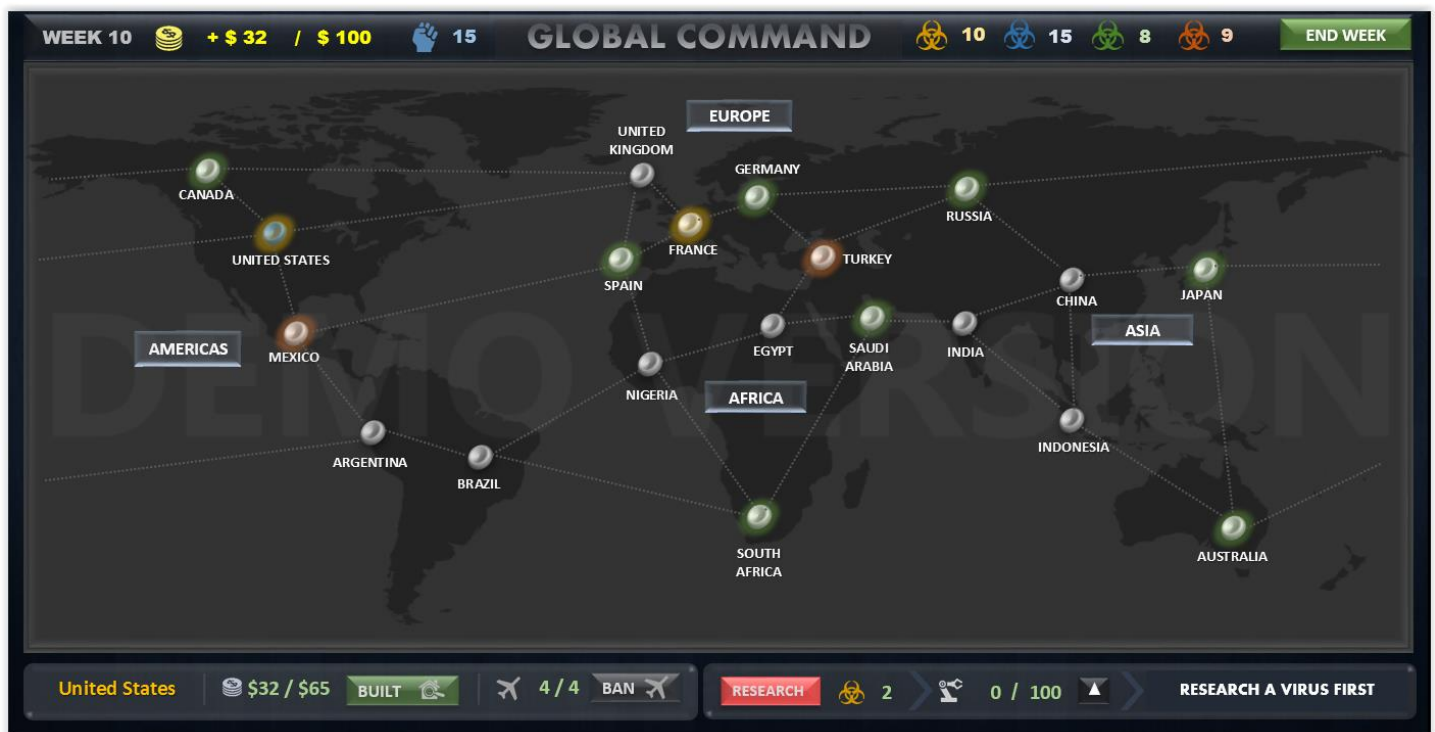 WEEK 10 + $ 32 / $ 100 15 GLOBAL COMMAND 10 15 8 9 END WEEK
EUROPE
UNITED
KINGDOM
GERMANY
CANADA
RUSSIA
UNITED STATES
FRANCE
TURKEY
SPAIN
CHINA
JAPAN
AMERICAS
MEXICO
EGYPT
SAUDI
ARABIA
INDIA
ASIA
NIGERIA
AFRICA
DEMO VERSION
ARGENTINA
BRAZIL
INDONESIA
SOUTH
AFRICA
AUSTRALIA
United States $32 / $65 BUILT 4 / 4 BAN RESEARCH 2 0 / 100 RESEARCH A VIRUS FIRST